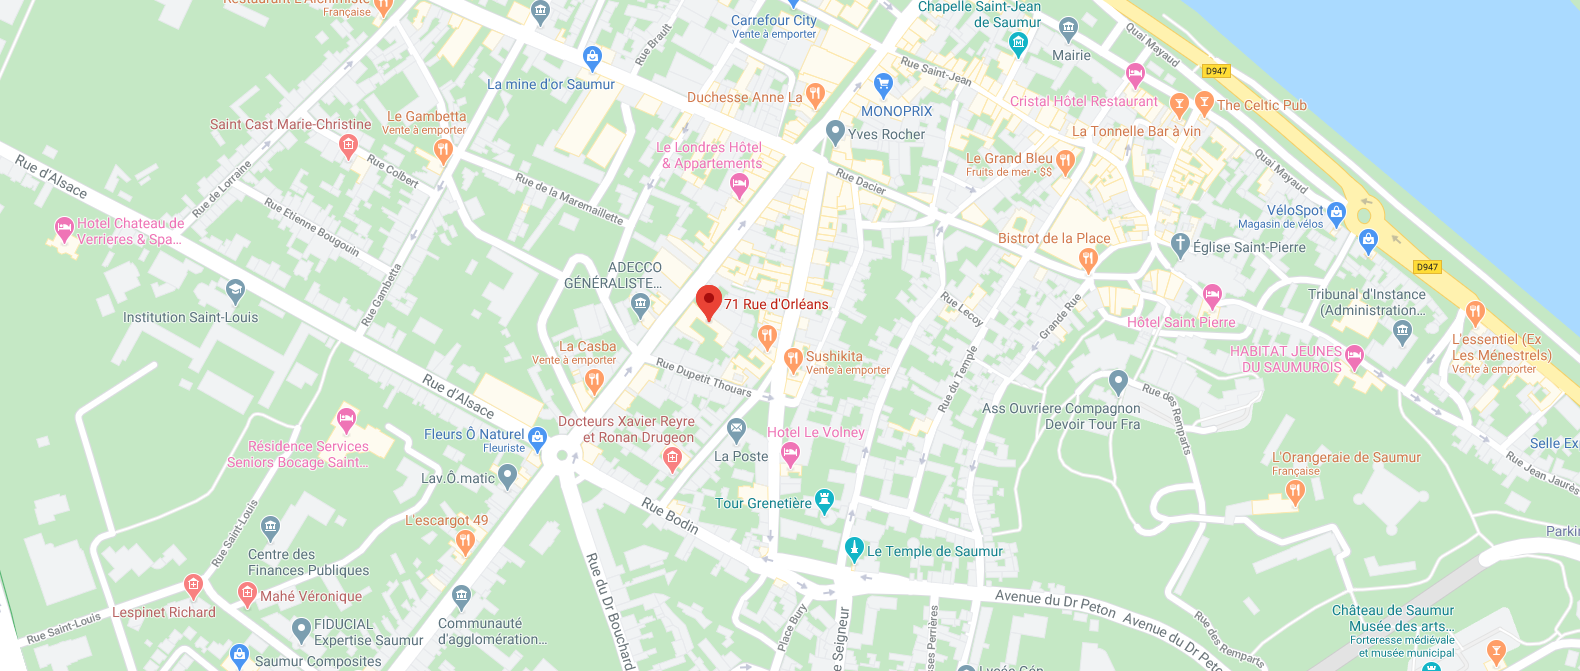 Restaurant L'Alchimiste
Française
Carrefour City
Vente à emporter
Chapelle Saint-Jean
de Saumur
Mairie
Quai Mayaud
D947
La mine d'or Saumur
Rue Brault
Duchesse Anne La
MONOPRIX
Rue Saint-Jean
Cristal Hôtel Restaurant
The Celtic Pub
La Tonnelle Bar à vin
Saint Cast Marie-Christine
Le Gambetta
Vente à emporter
Yves Rocher
Le Londres Hôtel
& Appartements
Le Grand Bleu
Fruits de mer • $$
Quai Mayaud
Rue d'Alsace
Rue de Lorraine
Rue Colbert
Rue de la Maremaillette
Rue Dacier
Hotel Chateau de
Verrieres & Spa...
Rue Etienne Bougouin
VéloSpot
Magasin de vélos
Bistrot de la Place
Église Saint-Pierre
D947
Institution Saint-Louis
Rue Gambetta
ADECCO
GÉNÉRALISTE...
71 Rue d'Orléans
Rue Lecoy
Grande Rue
Hôtel Saint Pierre
Tribunal d'Instance
(Administration...
La Casba
Vente à emporter
Sushikita
Vente à emporter
HABITAT JEUNES
DU SAUMUROIS
L'essentiel (Ex
Les Ménestrels)
Vente à emporter
Rue d'Alsace
Rue Dupetit Thouars
Rue du Temple
Ass Ouvriere Compagnon
Devoir Tour Fra
Rue des Remparts
Docteurs Xavier Reyre
et Ronan Drugeon
Fleurs Ô Naturel
Fleuriste
Hotel Le Volney
La Poste
Selle Ex
Résidence Services
Seniors Bocage Saint...
Lav.Ô.matic
L'Orangeraie de Saumur
Française
Rue Jean Jaurès
Tour Grenetière
Rue Bodin
L'escargot 49
Rue Saint-Louis
Centre des
Finances Publiques
Parkin
Le Temple de Saumur
Lespinet Richard
Mahé Véronique
Rue du Dr Bouchard
Avenue du Dr Peton
Avenue du Dr Peto
Rue des Remparts
Château de Saumur
Musée des arts...
Forteresse médiévale
et musée municipal
Rue Saint-Louis
FIDUCIAL
Expertise Saumur
Communauté
d'agglomération...
Place Bury
e Seigneur
ses Perrières
Saumur Composites
Lycée Gén